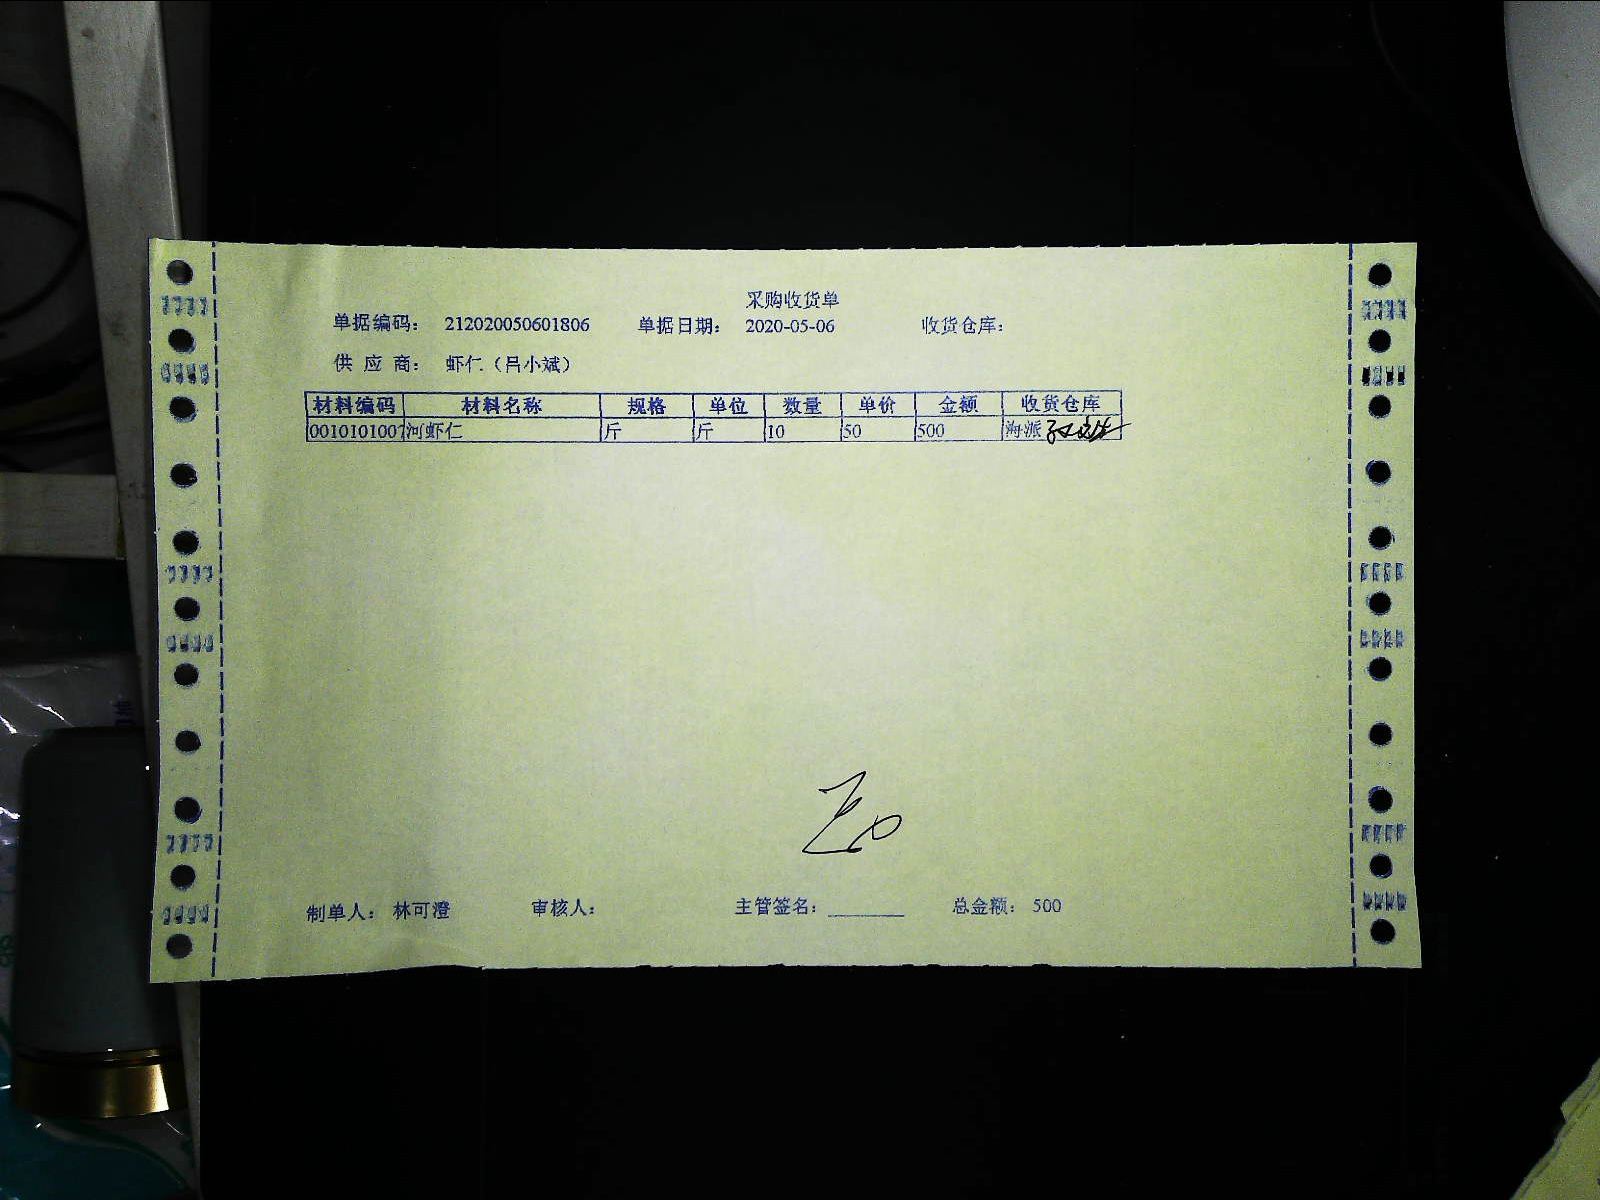 采购收货单
单据编码： 212020050601806 单据日期： 2020-05-06 收货仓库：
供 应 商： 虾仁（吕小斌）
材料编码 材料名称 规格 单位 数量 单价 金额 收货仓库
0010101007 河虾仁 斤 斤 10 50 500 海派
制单人： 林可澄 审核人： 主管签名： 总金额： 500